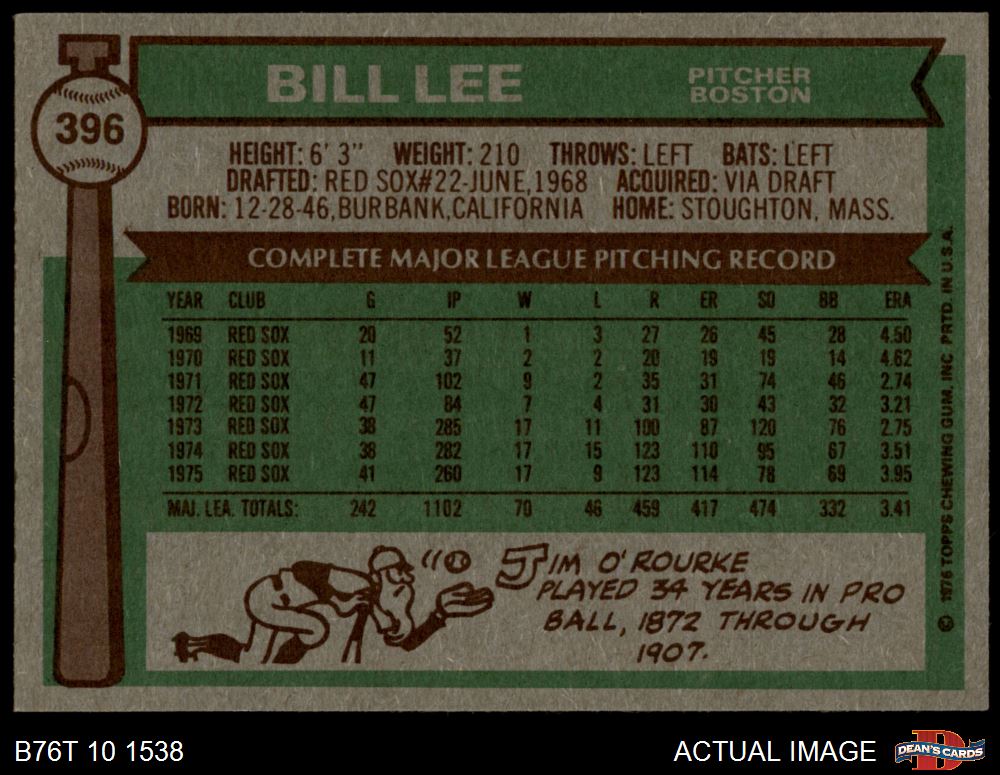 BILL LEE
PITCHER
BOSTON
396
HEIGHT: 6' 3" WEIGHT: 210 THROWS: LEFT BATS: LEFT
DRAFTED: RED SOX#22-JUNE,1968 ACQUIRED: VIA DRAFT
BORN: 12-28-46,BURBANK,CALIFORNIA HOME: STOUGHTON, MASS.
COMPLETE MAJOR LEAGUE PITCHING RECORD
YEAR CLUB G IP W L R ER SO BB ERA
1969 RED SOX 20 52 1 3 27 26 45 28 4.50
1970 RED SOX 11 37 2 2 20 19 19 14 4.62
1971 RED SOX 47 102 9 2 35 31 74 46 2.74
1972 RED SOX 47 84 7 4 31 30 43 32 3.21
1973 RED SOX 38 285 17 11 100 87 120 76 2.75
1974 RED SOX 38 282 17 15 123 110 95 67 3.51
1975 RED SOX 41 260 17 9 123 114 78 69 3.95
MAJ. LEA. TOTALS: 242 1102 70 46 459 417 474 332 3.41
JIM O'ROURKE
PLAYED 34 YEARS IN PRO
BALL, 1872 THROUGH
1907.
© 1976 TOPPS CHEWING GUM, INC. PRTD. IN U.S.A.
B76T 10 1538
ACTUAL IMAGE
D
DEAN'S CARDS